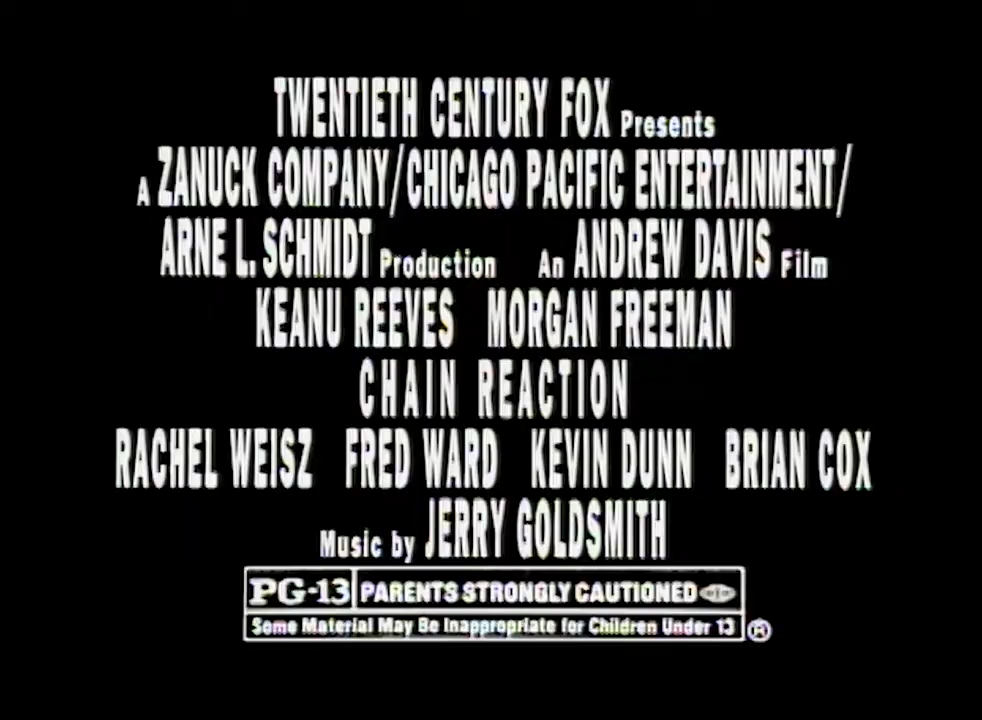 TWENTIETH CENTURY FOX Presents
A ZANUCK COMPANY/CHICAGO PACIFIC ENTERTAINMENT/
ARNE L. SCHMIDT Production An ANDREW DAVIS Film
KEANU REEVES MORGAN FREEMAN
CHAIN REACTION
RACHEL WEISZ FRED WARD KEVIN DUNN BRIAN COX
Music by JERRY GOLDSMITH
PG-13 PARENTS STRONGLY CAUTIONED
Some Material May Be Inappropriate for Children Under 13 ®